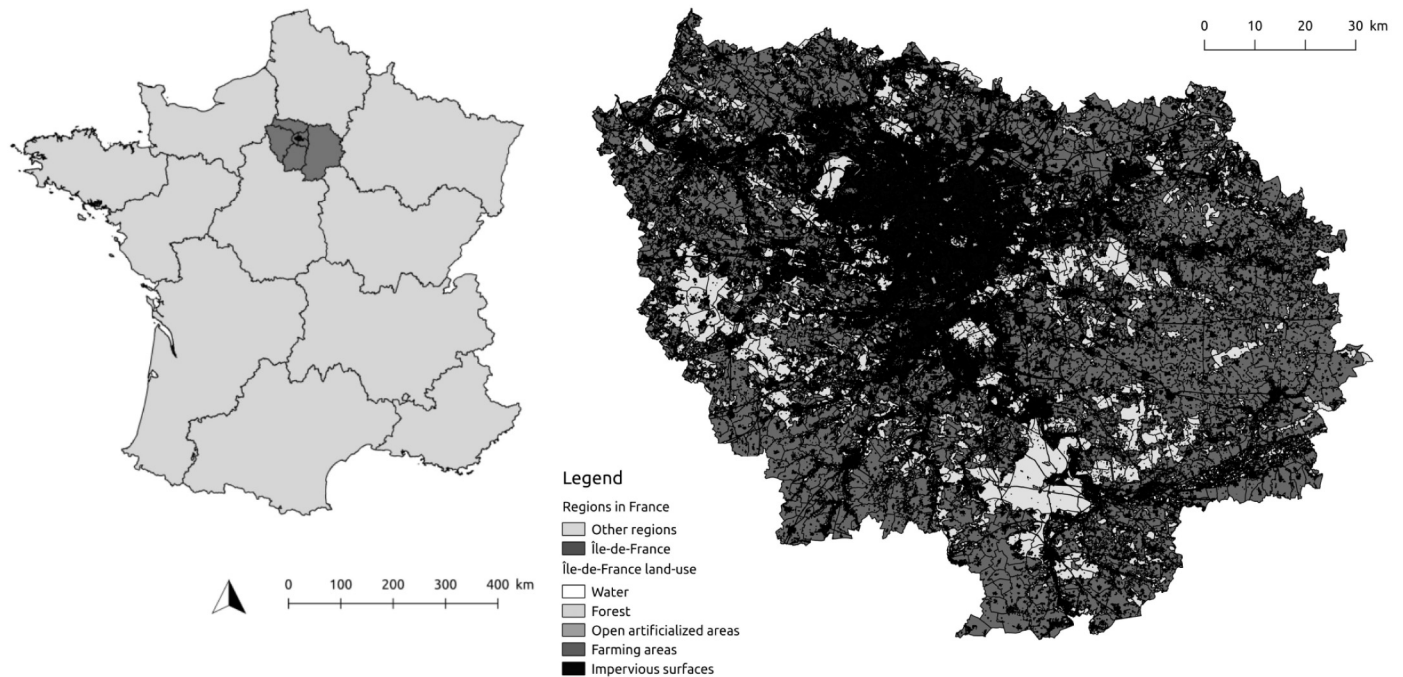 0 10 20 30 km
Legend
Regions in France
Other regions
Île-de-France
Île-de-France land-use
Water
Forest
Open artificialized areas
Farming areas
Impervious surfaces
0 100 200 300 400 km